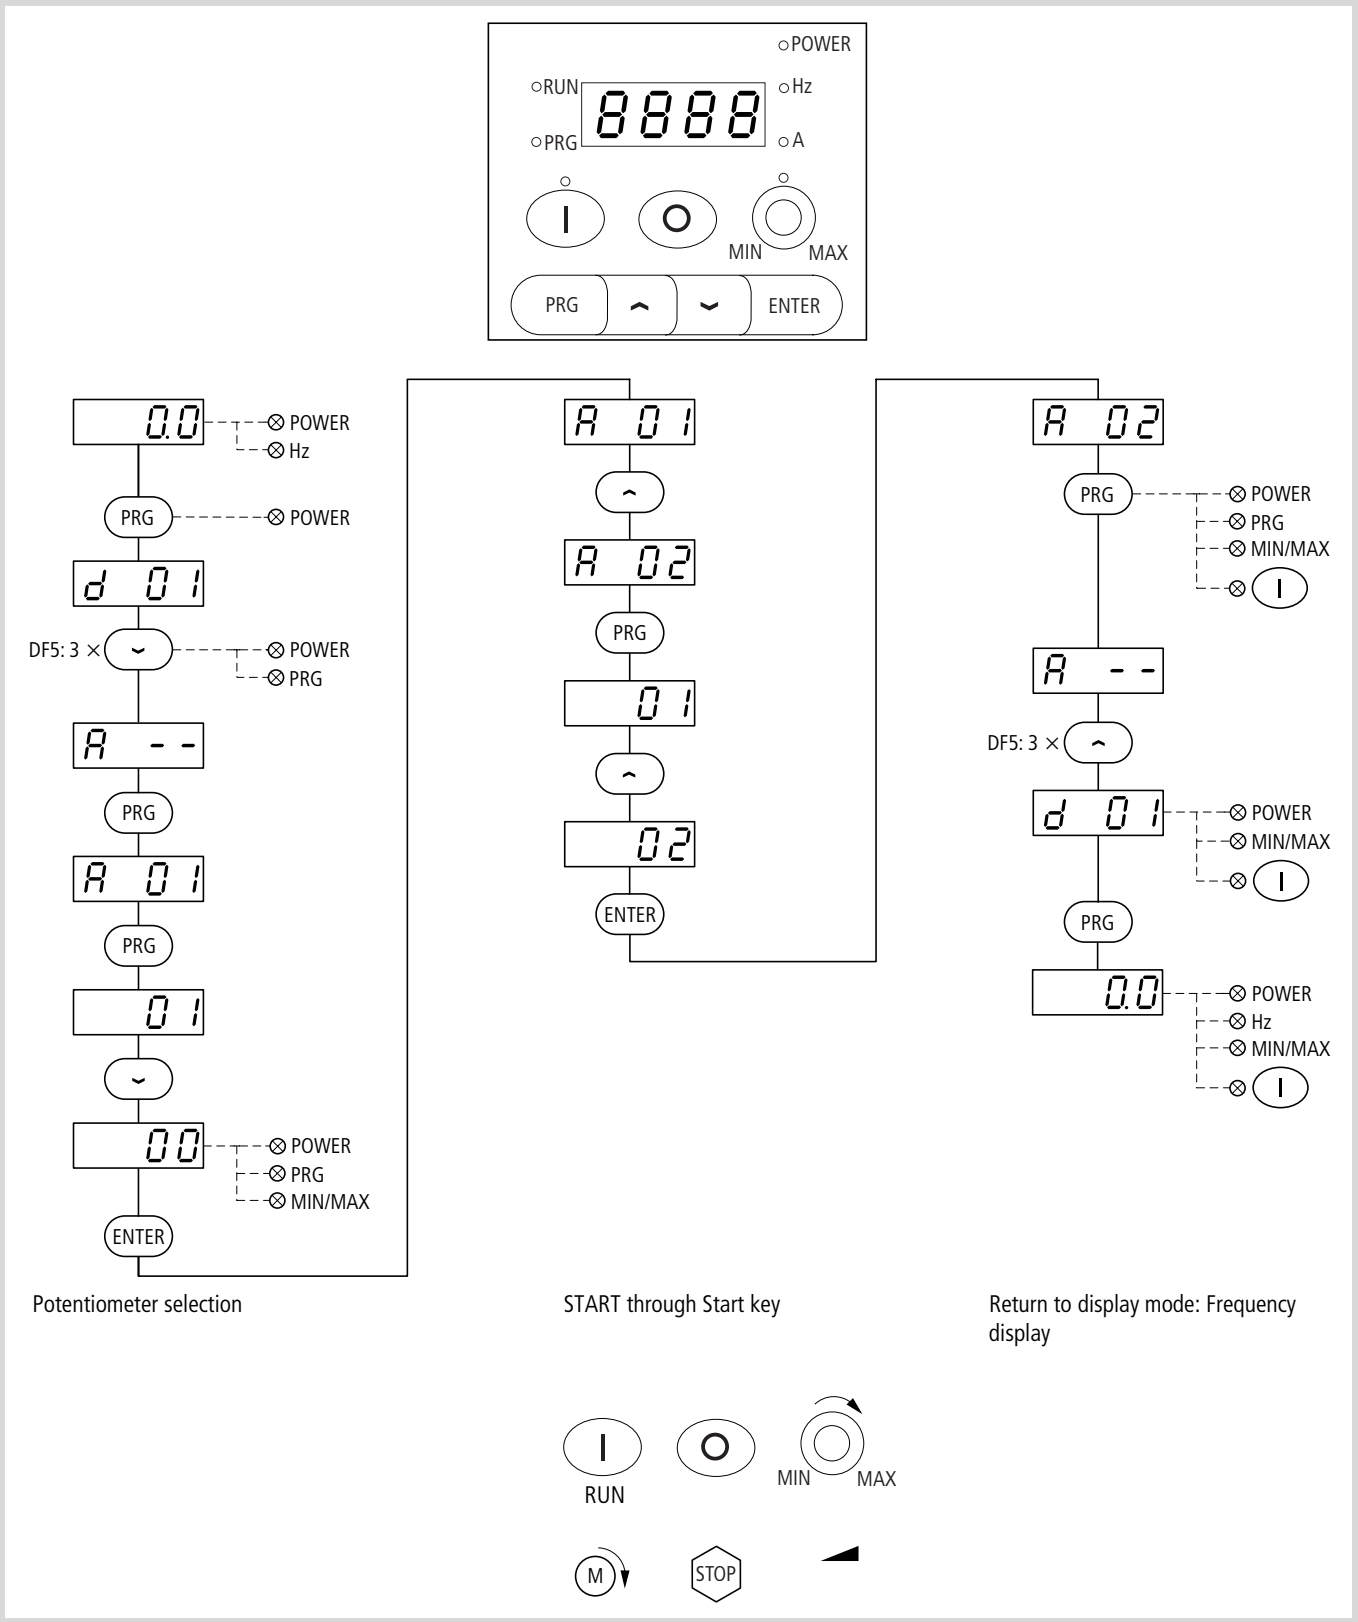 POWER
RUN
8888
Hz
PRG
A
MIN
MAX
PRG
ENTER
0.0
POWER
Hz
PRG
POWER
d 01
DF5: 3 ×
POWER
PRG
A --
PRG
A 01
PRG
01
00
POWER
PRG
MIN/MAX
ENTER
Potentiometer selection
A 01
A 02
PRG
01
02
ENTER
START through Start key
A 02
PRG
POWER
PRG
MIN/MAX
A --
DF5: 3 ×
d 01
POWER
MIN/MAX
PRG
0.0
POWER
Hz
MIN/MAX
Return to display mode: Frequency
display
RUN
MIN
MAX
M
STOP